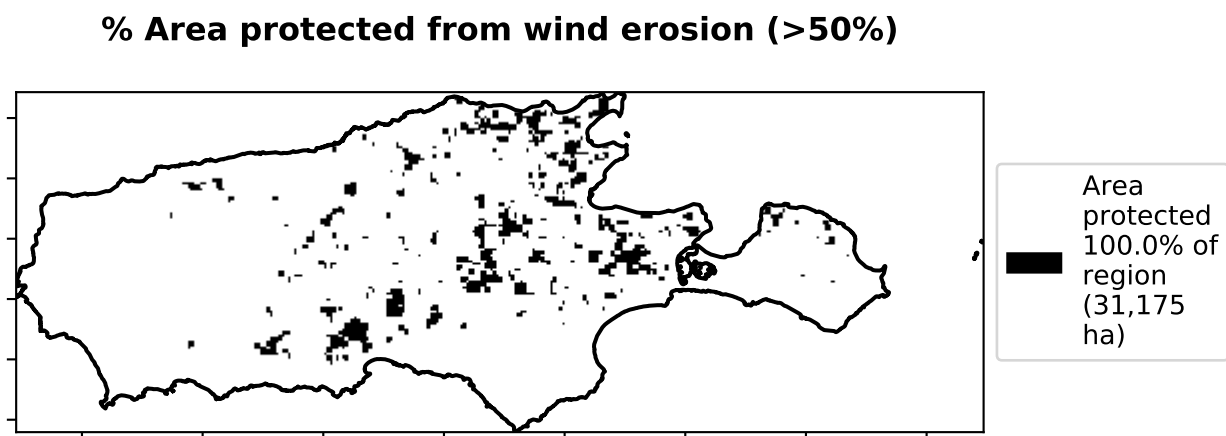 % Area protected from wind erosion (>50%)
Area
protected
100.0% of
region
(31,175
ha)